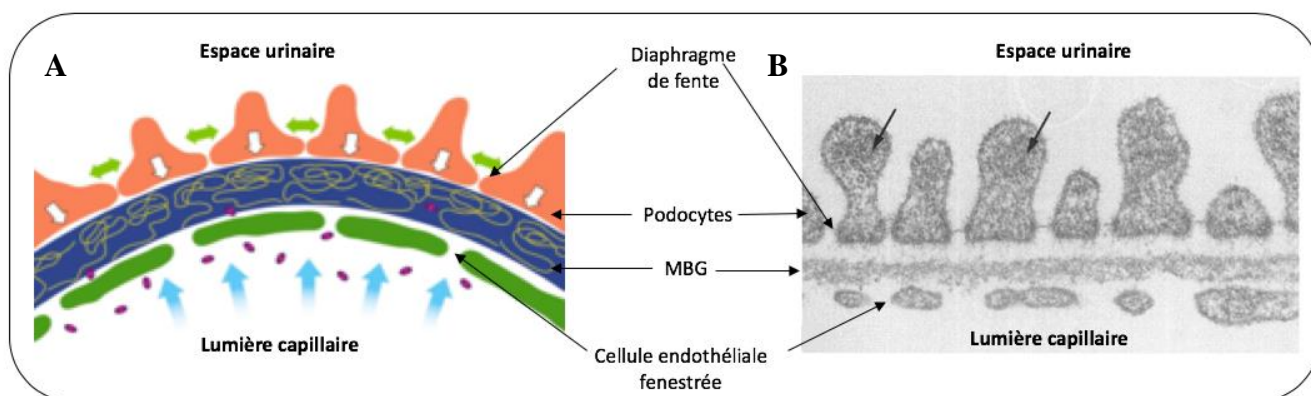 A
Espace urinaire
Lumière capillaire
Diaphragme
de fente
Podocytes
MBG
Cellule endothéliale
fenestrée
B
Espace urinaire
Lumière capillaire